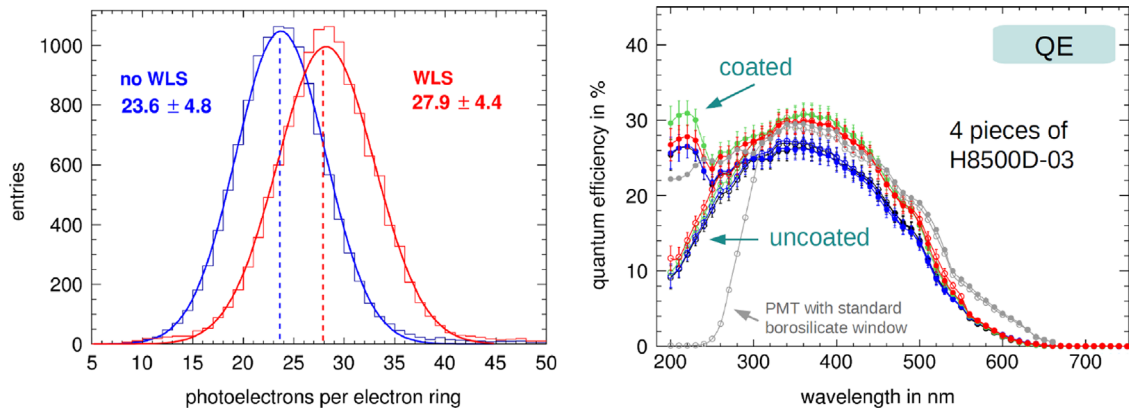 1000
800
600
400
200
0
entries
no WLS
23.6 ± 4.8
WLS
27.9 ± 4.4
5 10 15 20 25 30 35 40 45 50
photoelectrons per electron ring
40
30
20
10
0
quantum efficiency in %
QE
coated
4 pieces of
H8500D-03
uncoated
PMT with standard
borosilicate window
200 300 400 500 600 700
wavelength in nm